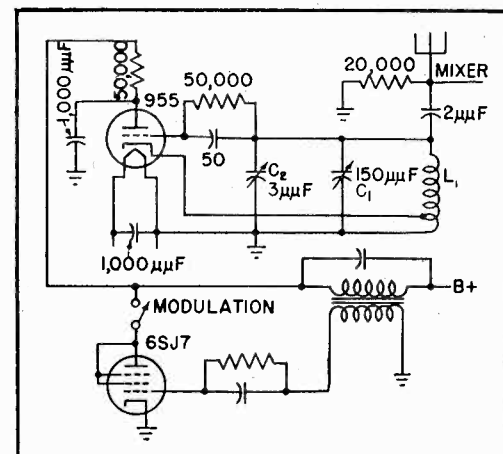 1,000 μμF
50,000
955
50,000
50
20,000
MIXER
2μμF
C₂
3μμF
150μμF
C₁
L₁
1,000μμF
B+
MODULATION
6SJ7